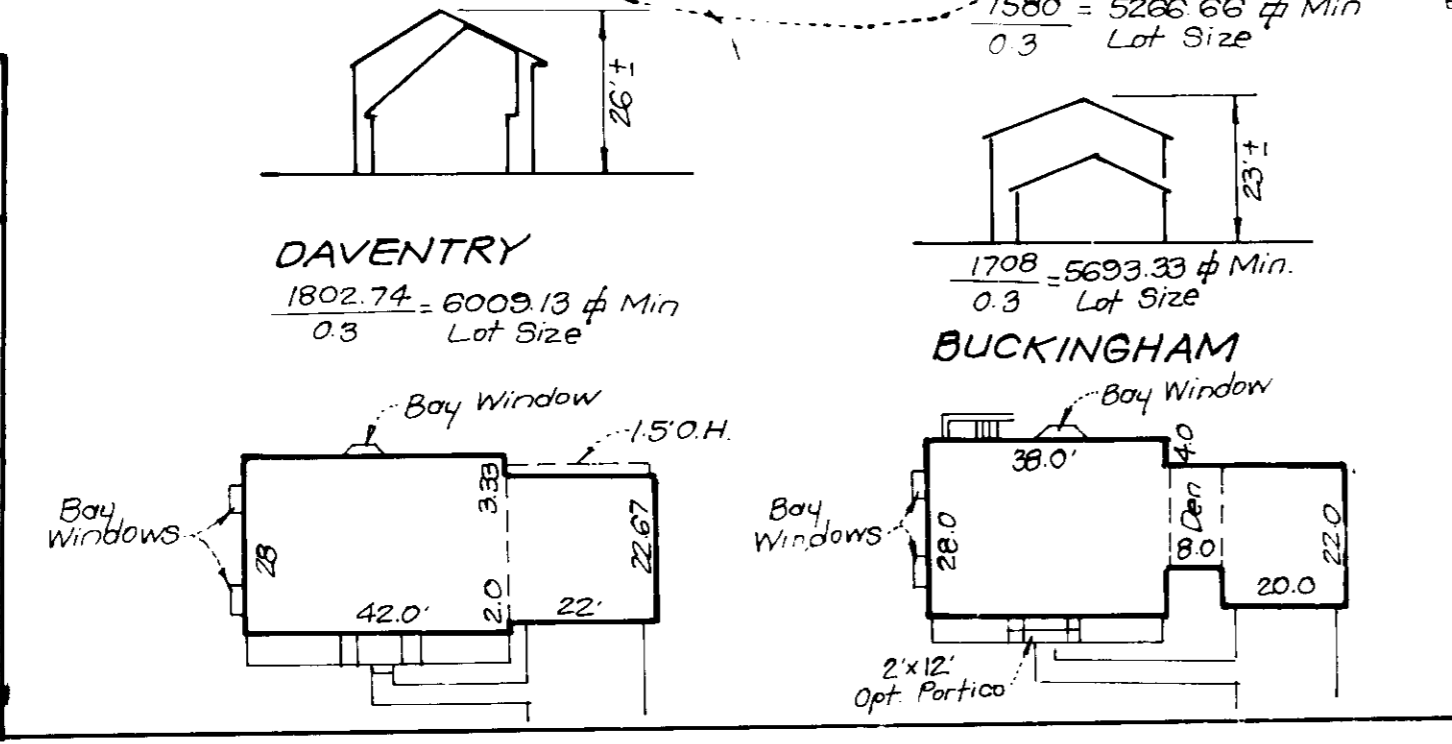 1580 = 5266.66 ⏍ Min
0.3 Lot Size
26'±
23'±
DAVENTRY
1802.74 = 6009.13 ⏍ Min
0.3 Lot Size
1708 = 5693.33 ⏍ Min.
0.3 Lot Size
BUCKINGHAM
Bay Window
1.5'O.H.
Bay
Windows
28
42.0'
3.33
2.0
22'
22.67
Bay Window
38.0'
4.0
Bay
Windows
28.0
Den
8.0
22.0
20.0
2'x12'
Opt. Portico